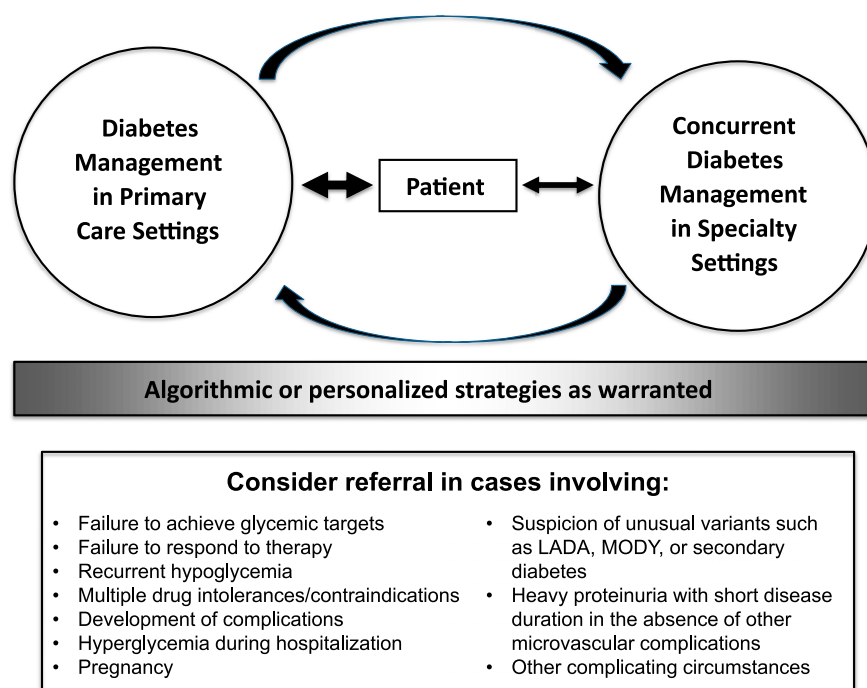 Diabetes
Management
in Primary
Care Settings
Patient
Concurrent
Diabetes
Management
in Specialty
Settings
Algorithmic or personalized strategies as warranted
Consider referral in cases involving:
• Failure to achieve glycemic targets
• Failure to respond to therapy
• Recurrent hypoglycemia
• Multiple drug intolerances/contraindications
• Development of complications
• Hyperglycemia during hospitalization
• Pregnancy
• Suspicion of unusual variants such
as LADA, MODY, or secondary
diabetes
• Heavy proteinuria with short disease
duration in the absence of other
microvascular complications
• Other complicating circumstances